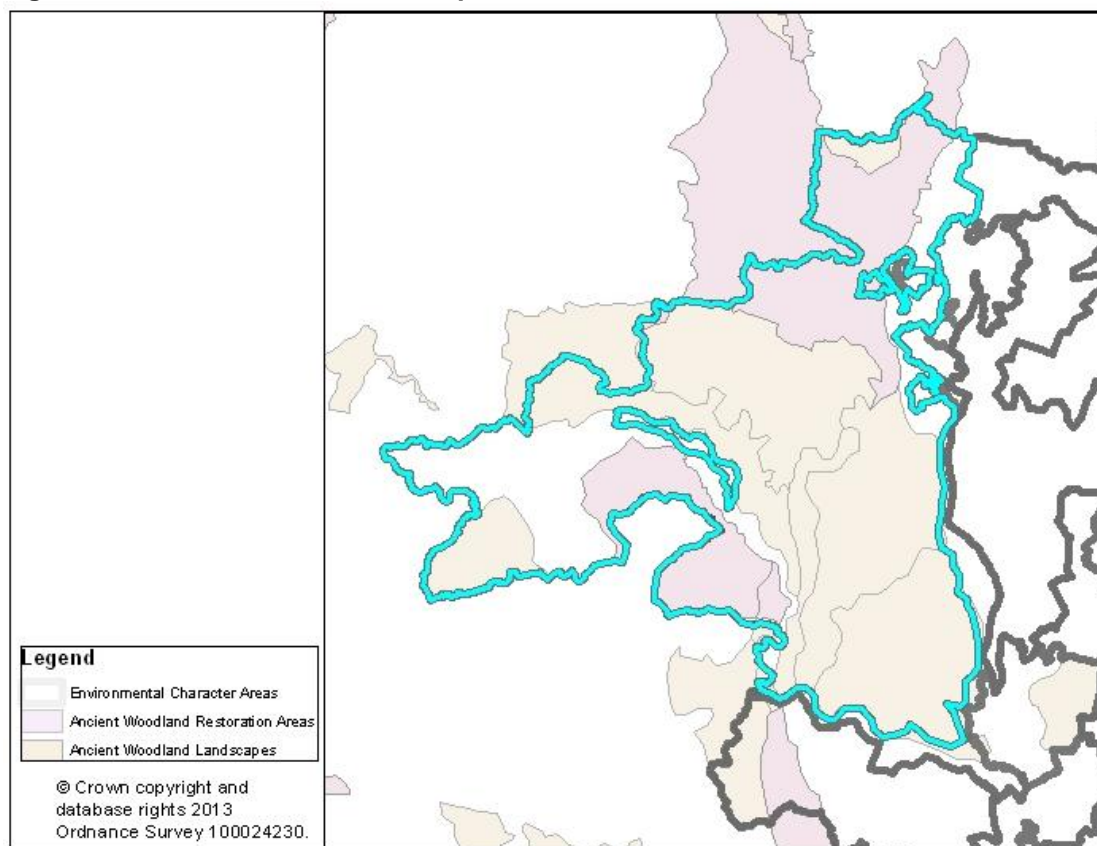 Legend
Environmental Character Areas
Ancient Woodland Restoration Areas
Ancient Woodland Landscapes
© Crown copyright and
database rights 2013
Ordnance Survey 100024230.